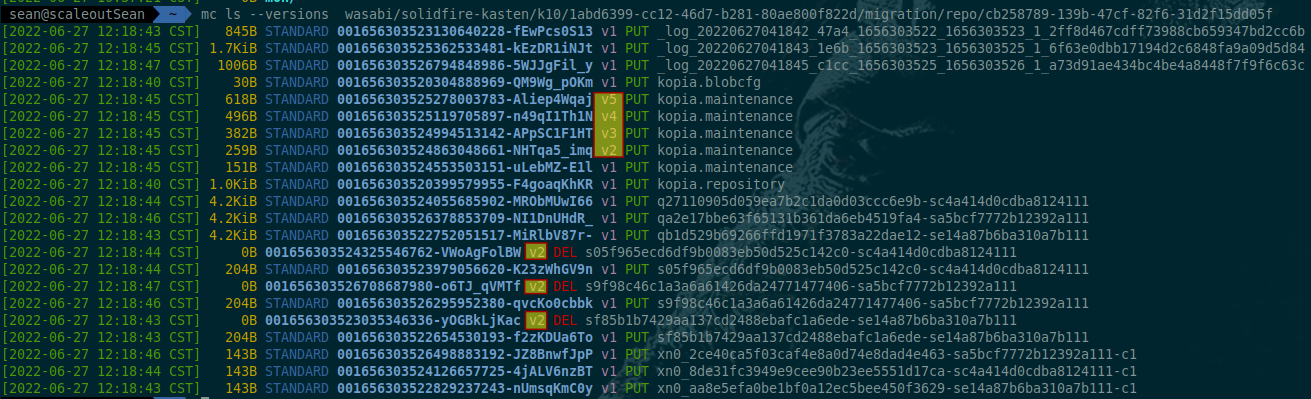 sean@scaleoutSean ~ mc ls --versions wasabi/solidfire-kasten/k10/1abd6399-cc12-46d7-b281-80ae800f822d/migration/repo/cb258789-139b-47cf-82f6-31d2f15dd05f
[2022-06-27 12:18:43 CST] 845B STANDARD 001656303523130640228-fEwPcs0S13 v1 PUT _log_20220627041842_47a4_1656303522_1656303523_1_2ff8d467cdff73988cb659347bd2cc6b
[2022-06-27 12:18:45 CST] 1.7KiB STANDARD 001656303525362533481-kEzDR1iNJt v1 PUT _log_20220627041843_1e6b_1656303523_1656303525_1_6f63e0dbb17194d2c6848fa9a09d5d84
[2022-06-27 12:18:47 CST] 1006B STANDARD 001656303526794848986-5WJJgFil_y v1 PUT _log_20220627041845_c1cc_1656303525_1656303526_1_a73d91ae434bc4be4a8448f7f9f6c63c
[2022-06-27 12:18:40 CST] 30B STANDARD 001656303520304888969-QM9Wg_pOKm v1 PUT kopia.blobcfg
[2022-06-27 12:18:45 CST] 618B STANDARD 001656303525278003783-Aliep4Wqaj v5 PUT kopia.maintenance
[2022-06-27 12:18:45 CST] 496B STANDARD 001656303525119705897-n49qI1Th1N v4 PUT kopia.maintenance
[2022-06-27 12:18:45 CST] 382B STANDARD 001656303524994513142-APpSC1F1HT v3 PUT kopia.maintenance
[2022-06-27 12:18:45 CST] 259B STANDARD 001656303524863048661-NHTqa5_imq v2 PUT kopia.maintenance
[2022-06-27 12:18:45 CST] 151B STANDARD 001656303524553503151-uLebMZ-E1l v1 PUT kopia.maintenance
[2022-06-27 12:18:40 CST] 1.0KiB STANDARD 001656303520399579955-F4goaqKhKR v1 PUT kopia.repository
[2022-06-27 12:18:44 CST] 4.2KiB STANDARD 001656303524055685902-MRObMUwI66 v1 PUT q27110905d059ea7b2c1da0d03ccc6e9b-sc4a414d0cdba8124111
[2022-06-27 12:18:46 CST] 4.2KiB STANDARD 001656303526378853709-NI1DnUHdR_ v1 PUT qa2e17bbe63f65131b361da6eb4519fa4-sa5bcf7772b12392a111
[2022-06-27 12:18:43 CST] 4.2KiB STANDARD 001656303522752051517-MiRlbV87r- v1 PUT qb1d529b69266ffd1971f3783a22dae12-se14a87b6ba310a7b111
[2022-06-27 12:18:44 CST] 0B 001656303524325546762-VWoAgFolBW v2 DEL s05f965ecd6df9b0083eb50d525c142c0-sc4a414d0cdba8124111
[2022-06-27 12:18:44 CST] 204B STANDARD 001656303523979056620-K23zWhGV9n v1 PUT s05f965ecd6df9b0083eb50d525c142c0-sc4a414d0cdba8124111
[2022-06-27 12:18:47 CST] 0B 001656303526708687980-o6TJ_qVMTf v2 DEL s9f98c46c1a3a6a61426da24771477406-sa5bcf7772b12392a111
[2022-06-27 12:18:46 CST] 204B STANDARD 001656303526295952380-qvcKo0cbbk v1 PUT s9f98c46c1a3a6a61426da24771477406-sa5bcf7772b12392a111
[2022-06-27 12:18:43 CST] 0B 001656303523035346336-yOGBkLjKac v2 DEL sf85b1b7429aa137cd2488ebafc1a6ede-se14a87b6ba310a7b111
[2022-06-27 12:18:43 CST] 204B STANDARD 001656303522654530193-f2zKDUa6To v1 PUT sf85b1b7429aa137cd2488ebafc1a6ede-se14a87b6ba310a7b111
[2022-06-27 12:18:46 CST] 143B STANDARD 001656303526498883192-JZ8BnwfJpP v1 PUT xn0_2ce40ca5f03caf4e8a0d74e8dad4e463-sa5bcf7772b12392a111-c1
[2022-06-27 12:18:44 CST] 143B STANDARD 001656303524126657725-4jALV6nzBT v1 PUT xn0_8de31fc3949e9cee90b23ee5551d17ca-sc4a414d0cdba8124111-c1
[2022-06-27 12:18:43 CST] 143B STANDARD 001656303522829237243-nUmsqKmC0y v1 PUT xn0_aa8e5efa0be1bf0a12ec5bee450f3629-se14a87b6ba310a7b111-c1